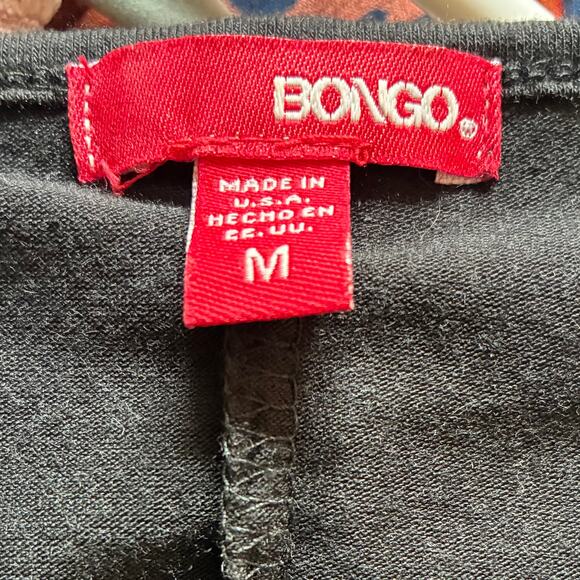 BONGO®
MADE IN
U.S.A.
HECHO EN
EE. UU.
M